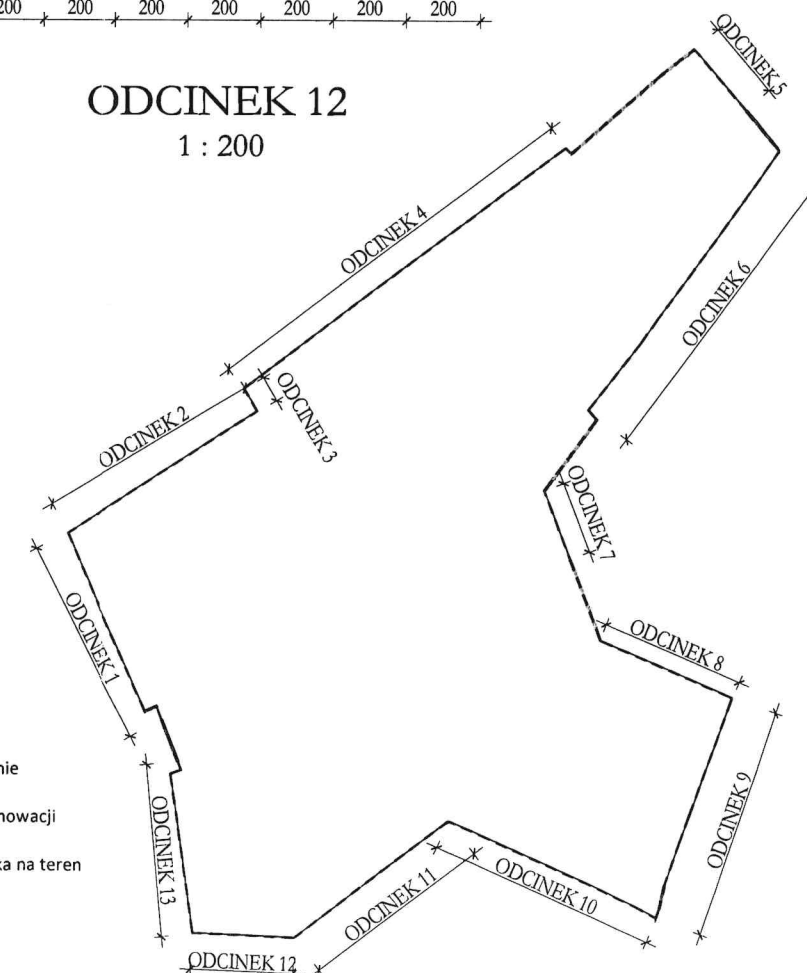 200 200 200 200 200 200 200
ODCINEK 12
1 : 200
ODCINEK 5
ODCINEK 4
ODCINEK 6
ODCINEK 3
ODCINEK 2
ODCINEK 7
ODCINEK 1
ODCINEK 8
nie
nowacji
ka na teren
ODCINEK 13
ODCINEK 9
ODCINEK 10
ODCINEK 11
ODCINEK 12